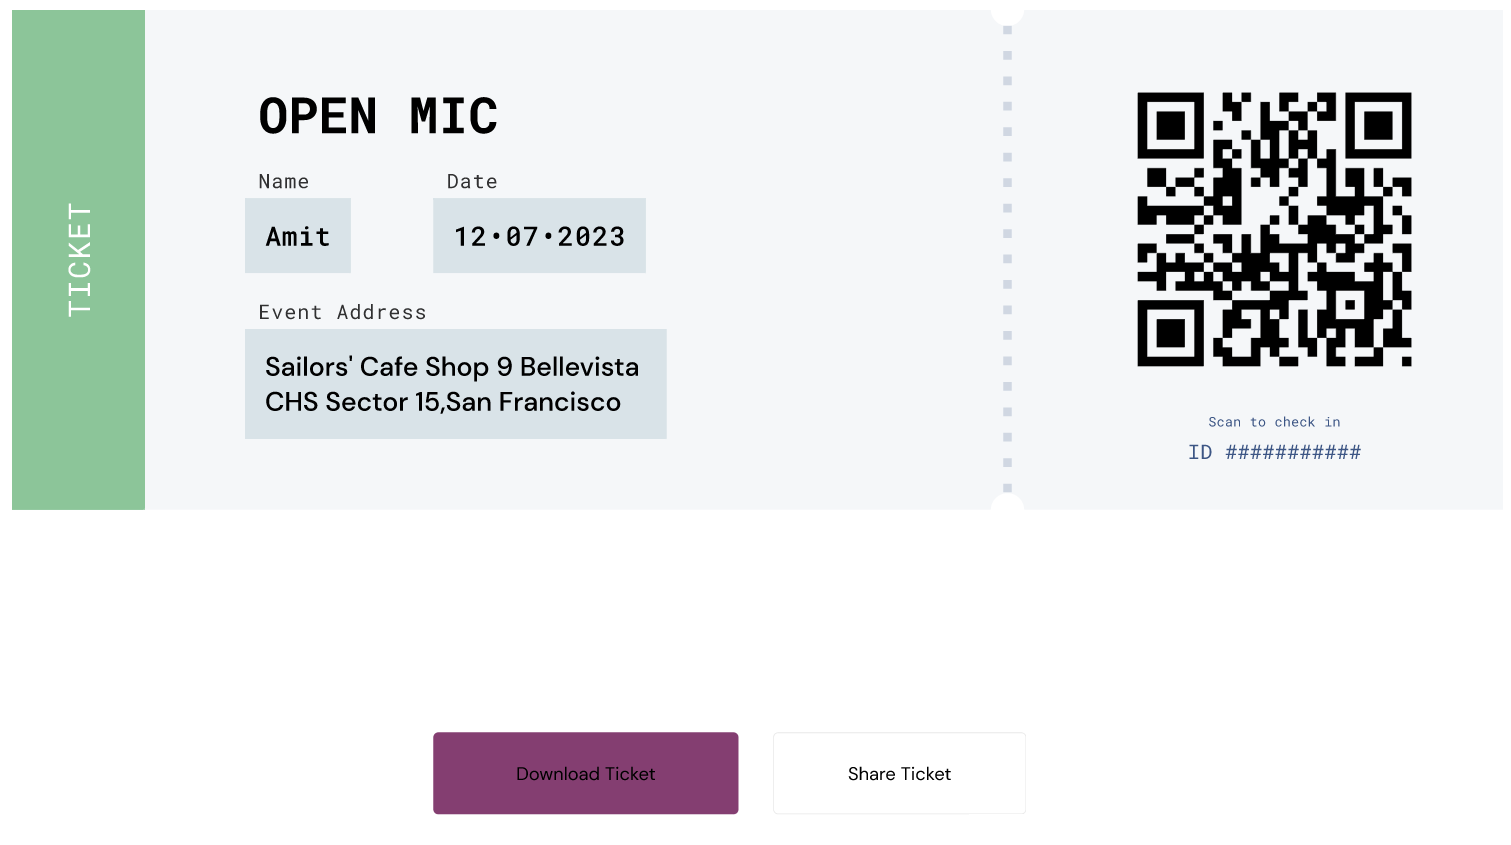 TICKET
OPEN MIC
Name
Date
Amit
12•07•2023
Event Address
Sailors' Cafe Shop 9 Bellevista
CHS Sector 15,San Francisco
Scan to check in
ID ###########
Download Ticket
Share Ticket